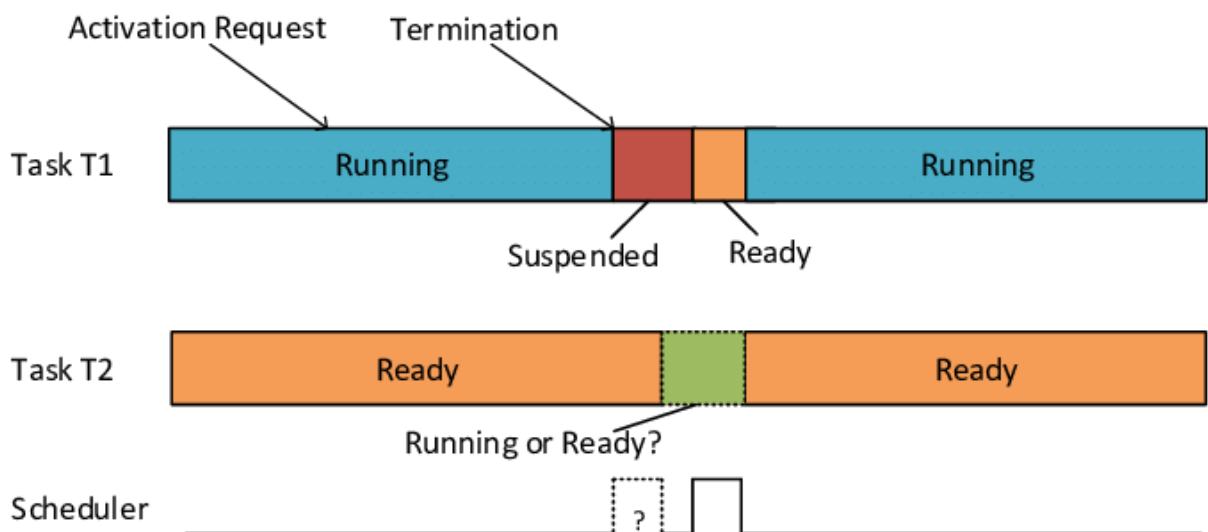 Activation Request
Termination
Task T1
Running
Running
Suspended
Ready
Task T2
Ready
Ready
Running or Ready?
Scheduler
?